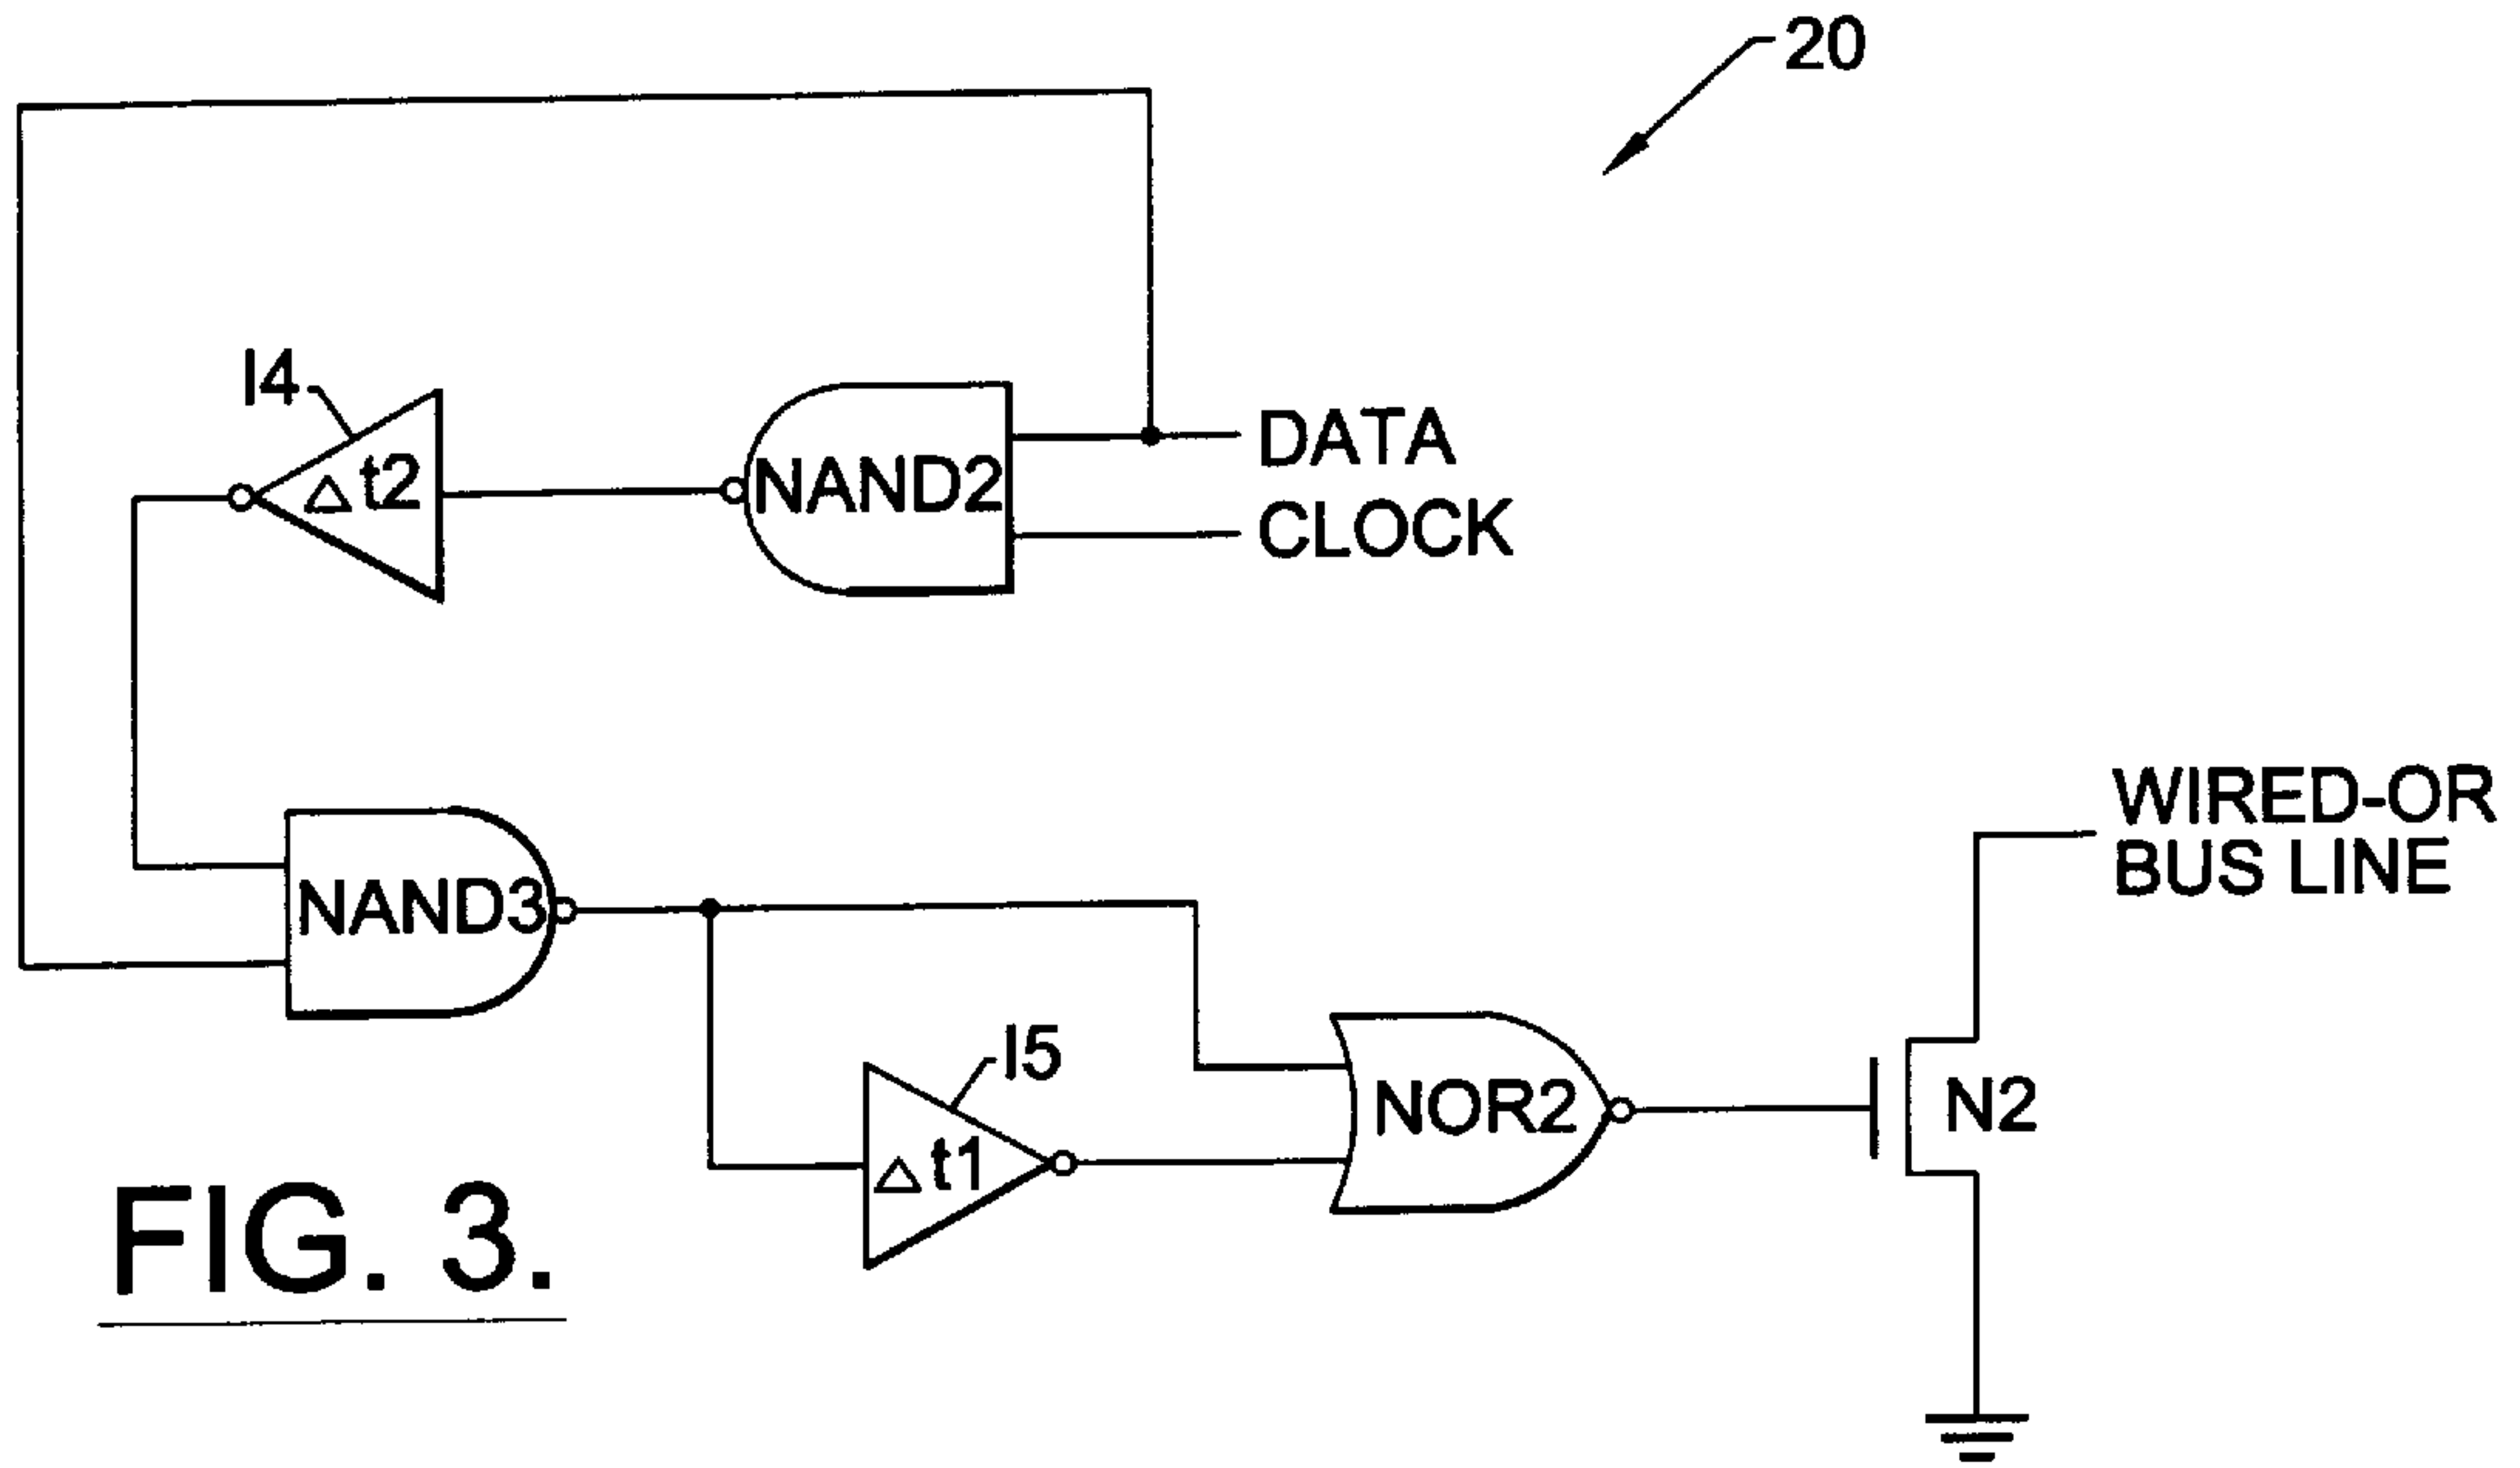 20
I4
Δt2
NAND2
DATA
CLOCK
WIRED-OR
BUS LINE
NAND3
I5
Δt1
NOR2
N2
FIG. 3.